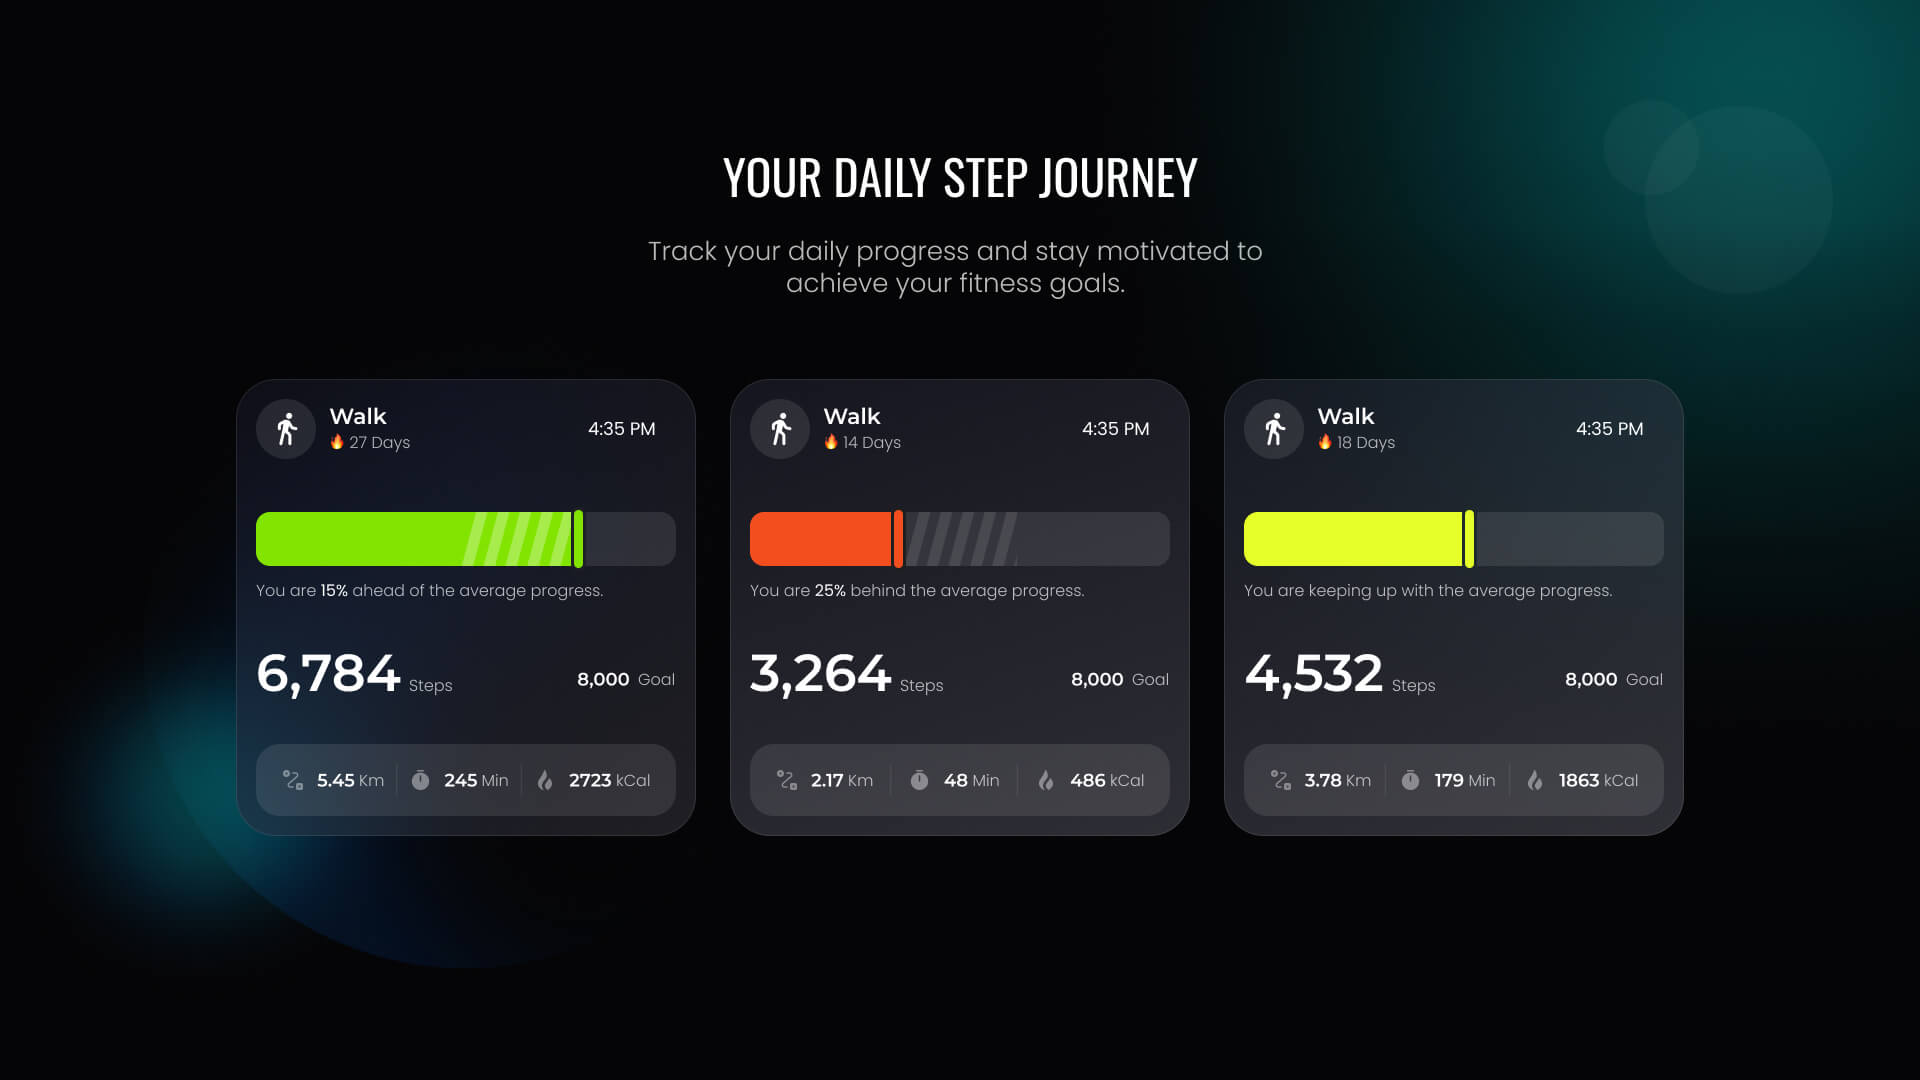 YOUR DAILY STEP JOURNEY
Track your daily progress and stay motivated to
achieve your fitness goals.
Walk
27 Days
4:35 PM
You are 15% ahead of the average progress.
6,784 Steps
8,000 Goal
5.45 Km
245 Min
2723 kCal
Walk
14 Days
4:35 PM
You are 25% behind the average progress.
3,264 Steps
8,000 Goal
2.17 Km
48 Min
486 kCal
Walk
18 Days
4:35 PM
You are keeping up with the average progress.
4,532 Steps
8,000 Goal
3.78 Km
179 Min
1863 kCal